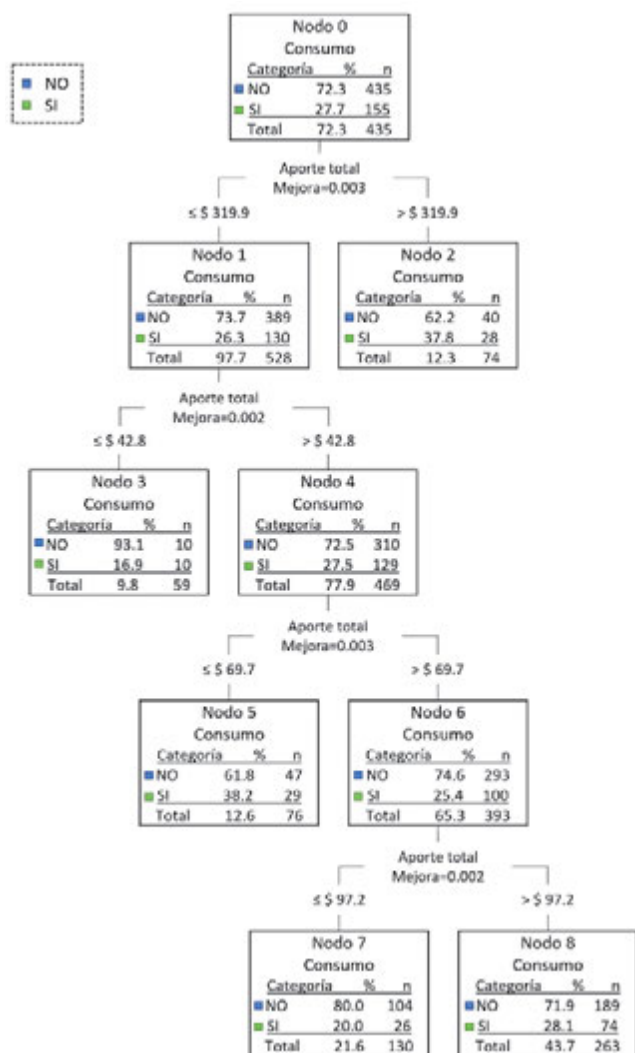 NO
SI
Nodo 0
Consumo
Categoría % n
NO 72.3 435
SI 27.7 155
Total 72.3 435
Aporte total
Mejora=0.003
≤ $ 319.9 > $ 319.9
Nodo 1
Consumo
Categoría % n
NO 73.7 389
SI 26.3 130
Total 97.7 528
Nodo 2
Consumo
Categoría % n
NO 62.2 40
SI 37.8 28
Total 12.3 74
Aporte total
Mejora=0.002
≤ $ 42.8 > $ 42.8
Nodo 3
Consumo
Categoría % n
NO 93.1 10
SI 16.9 10
Total 9.8 59
Nodo 4
Consumo
Categoría % n
NO 72.5 310
SI 27.5 129
Total 77.9 469
Aporte total
Mejora=0.003
≤ $ 69.7 > $ 69.7
Nodo 5
Consumo
Categoría % n
NO 61.8 47
SI 38.2 29
Total 12.6 76
Nodo 6
Consumo
Categoría % n
NO 74.6 293
SI 25.4 100
Total 65.3 393
Aporte total
Mejora=0.002
≤ $ 97.2 > $ 97.2
Nodo 7
Consumo
Categoría % n
NO 80.0 104
SI 20.0 26
Total 21.6 130
Nodo 8
Consumo
Categoría % n
NO 71.9 189
SI 28.1 74
Total 43.7 263